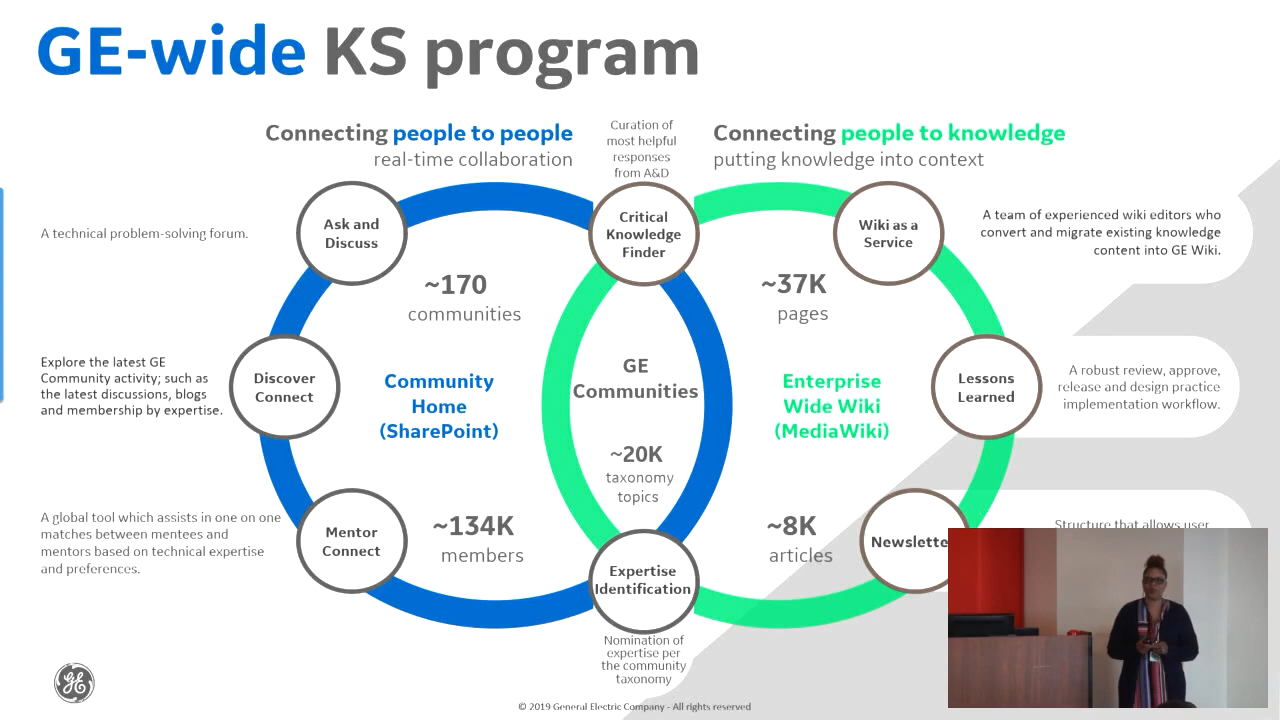 GE-wide KS program
Connecting people to people
real-time collaboration
Curation of
most helpful
responses
from A&D
Connecting people to knowledge
putting knowledge into context
A technical problem-solving forum.
Ask and
Discuss
Critical
Knowledge
Finder
Wiki as a
Service
A team of experienced wiki editors who
convert and migrate existing knowledge
content into GE Wiki.
~170
communities
~37K
pages
Explore the latest GE
Community activity; such as
the latest discussions, blogs
and membership by expertise.
Discover
Connect
Community
Home
(SharePoint)
GE
Communities
Enterprise
Wide Wiki
(MediaWiki)
Lessons
Learned
A robust review, approve,
release and design practice
implementation workflow.
~20K
taxonomy
topics
A global tool which assists in one on one
matches between mentees and
mentors based on technical expertise
and preferences.
Mentor
Connect
~134K
members
~8K
articles
Newslette
Structure that allows user
Expertise
Identification
Nomination of
expertise per
the community
taxonomy
GE
© 2019 General Electric Company - All rights reserved